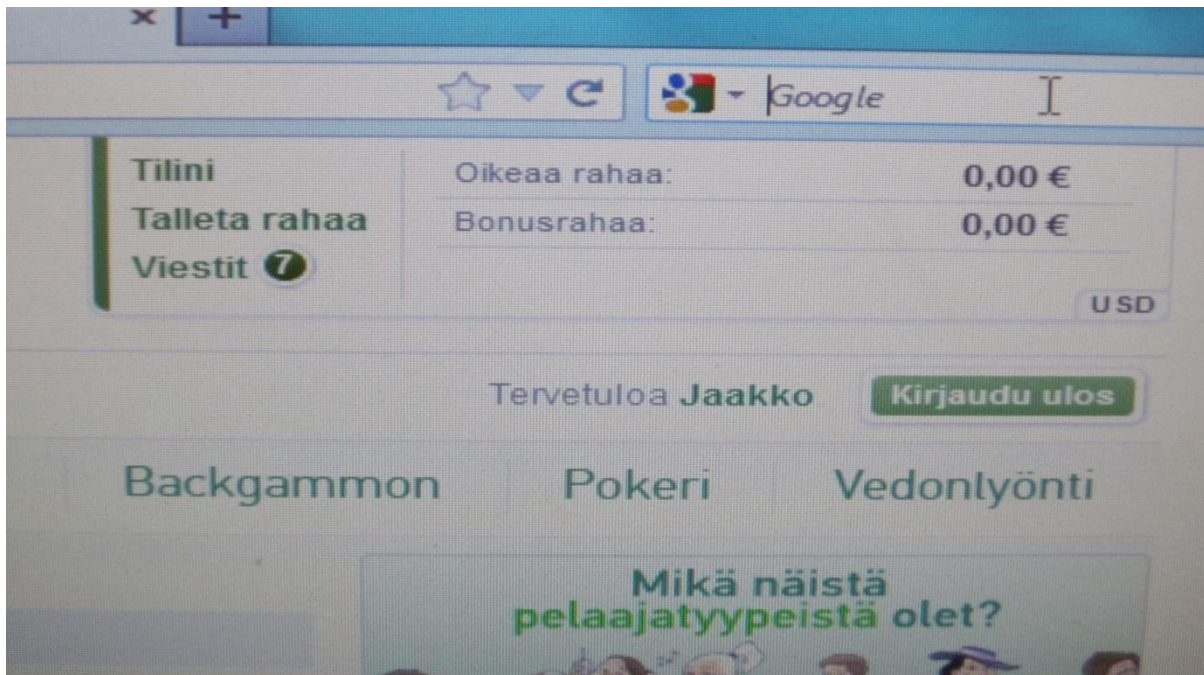 Google
Tilini
Oikeaa rahaa: 0,00 €
Talleta rahaa
Bonusrahaa: 0,00 €
Viestit 7
USD
Tervetuloa Jaakko Kirjaudu ulos
Backgammon Pokeri Vedonlyönti
Mikä näistä
pelaajatyypeistä olet?